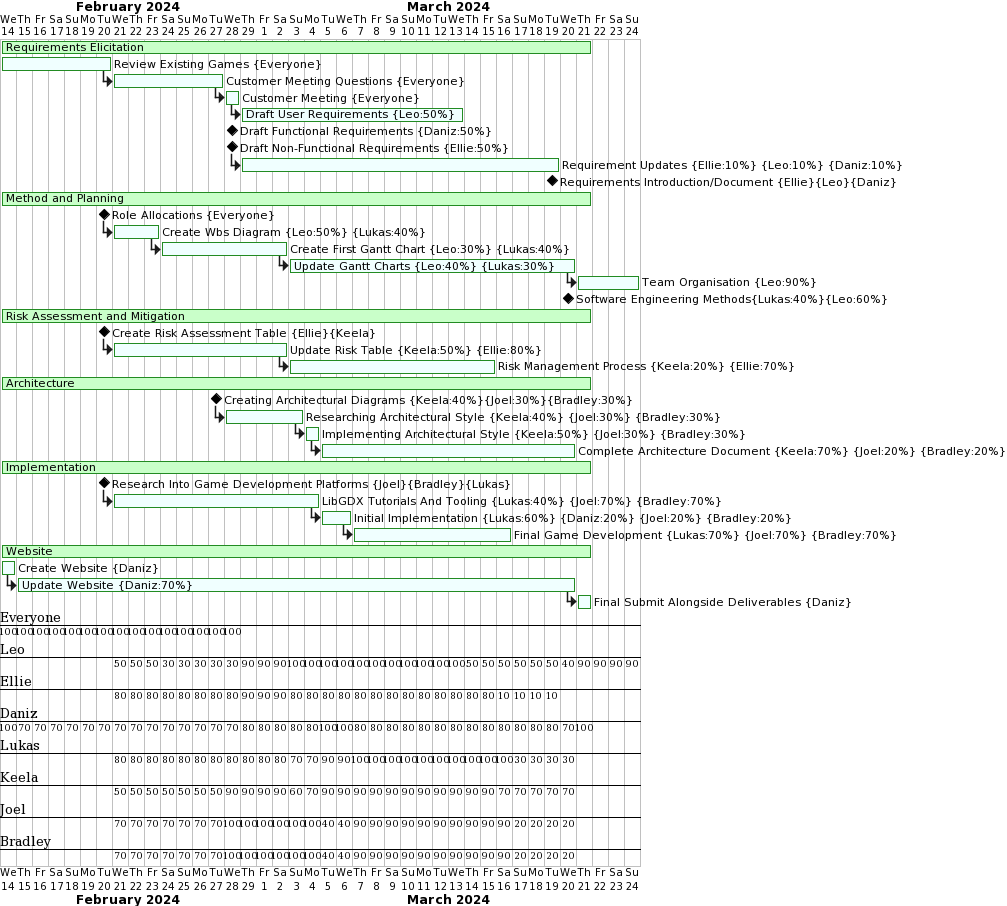 February 2024 March 2024
We Th Fr Sa Su Mo Tu We Th Fr Sa Su Mo Tu We Th Fr Sa Su Mo Tu We Th Fr Sa Su Mo Tu We Th Fr Sa Su Mo Tu We Th Fr Sa Su
14 15 16 17 18 19 20 21 22 23 24 25 26 27 28 29 1 2 3 4 5 6 7 8 9 10 11 12 13 14 15 16 17 18 19 20 21 22 23 24
Requirements Elicitation
Review Existing Games {Everyone}
Customer Meeting Questions {Everyone}
Customer Meeting {Everyone}
Draft User Requirements {Leo:50%}
Draft Functional Requirements {Daniz:50%}
Draft Non-Functional Requirements {Ellie:50%}
Requirement Updates {Ellie:10%} {Leo:10%} {Daniz:10%}
Requirements Introduction/Document {Ellie}{Leo}{Daniz}
Method and Planning
Role Allocations {Everyone}
Create Wbs Diagram {Leo:50%} {Lukas:40%}
Create First Gantt Chart {Leo:30%} {Lukas:40%}
Update Gantt Charts {Leo:40%} {Lukas:30%}
Team Organisation {Leo:90%}
Software Engineering Methods{Lukas:40%}{Leo:60%}
Risk Assessment and Mitigation
Create Risk Assessment Table {Ellie}{Keela}
Update Risk Table {Keela:50%} {Ellie:80%}
Risk Management Process {Keela:20%} {Ellie:70%}
Architecture
Creating Architectural Diagrams {Keela:40%}{Joel:30%}{Bradley:30%}
Researching Architectural Style {Keela:40%} {Joel:30%} {Bradley:30%}
Implementing Architectural Style {Keela:50%} {Joel:30%} {Bradley:30%}
Complete Architecture Document {Keela:70%} {Joel:20%} {Bradley:20%}
Implementation
Research Into Game Development Platforms {Joel}{Bradley}{Lukas}
LibGDX Tutorials And Tooling {Lukas:40%} {Joel:70%} {Bradley:70%}
Initial Implementation {Lukas:60%} {Daniz:20%} {Joel:20%} {Bradley:20%}
Final Game Development {Lukas:70%} {Joel:70%} {Bradley:70%}
Website
Create Website {Daniz}
Update Website {Daniz:70%}
Final Submit Alongside Deliverables {Daniz}
Everyone
100 100 100 100 100 100 100 100 100 100 100 100 100 100 100
Leo
50 50 50 30 30 30 30 30 90 90 90 100 100 100 100 100 100 100 100 100 100 100 50 50 50 50 50 50 40 90 90 90 90
Ellie
80 80 80 80 80 80 80 80 90 90 90 80 80 80 80 80 80 80 80 80 80 80 80 80 10 10 10 10
Daniz
100 70 70 70 70 70 70 70 70 70 70 70 70 70 70 80 80 80 80 80 100 100 80 80 80 80 80 80 80 80 80 80 80 80 80 70 100
Lukas
80 80 80 80 80 80 80 80 80 80 80 70 70 90 90 100 100 100 100 100 100 100 100 100 100 30 30 30 30
Keela
50 50 50 50 50 50 50 90 90 90 90 60 70 90 90 90 90 90 90 90 90 90 90 90 70 70 70 70 70
Joel
70 70 70 70 70 70 70 100 100 100 100 100 100 40 40 90 90 90 90 90 90 90 90 90 90 20 20 20 20
Bradley
70 70 70 70 70 70 70 100 100 100 100 100 100 40 40 90 90 90 90 90 90 90 90 90 90 20 20 20 20
We Th Fr Sa Su Mo Tu We Th Fr Sa Su Mo Tu We Th Fr Sa Su Mo Tu We Th Fr Sa Su Mo Tu We Th Fr Sa Su Mo Tu We Th Fr Sa Su
14 15 16 17 18 19 20 21 22 23 24 25 26 27 28 29 1 2 3 4 5 6 7 8 9 10 11 12 13 14 15 16 17 18 19 20 21 22 23 24
February 2024 March 2024